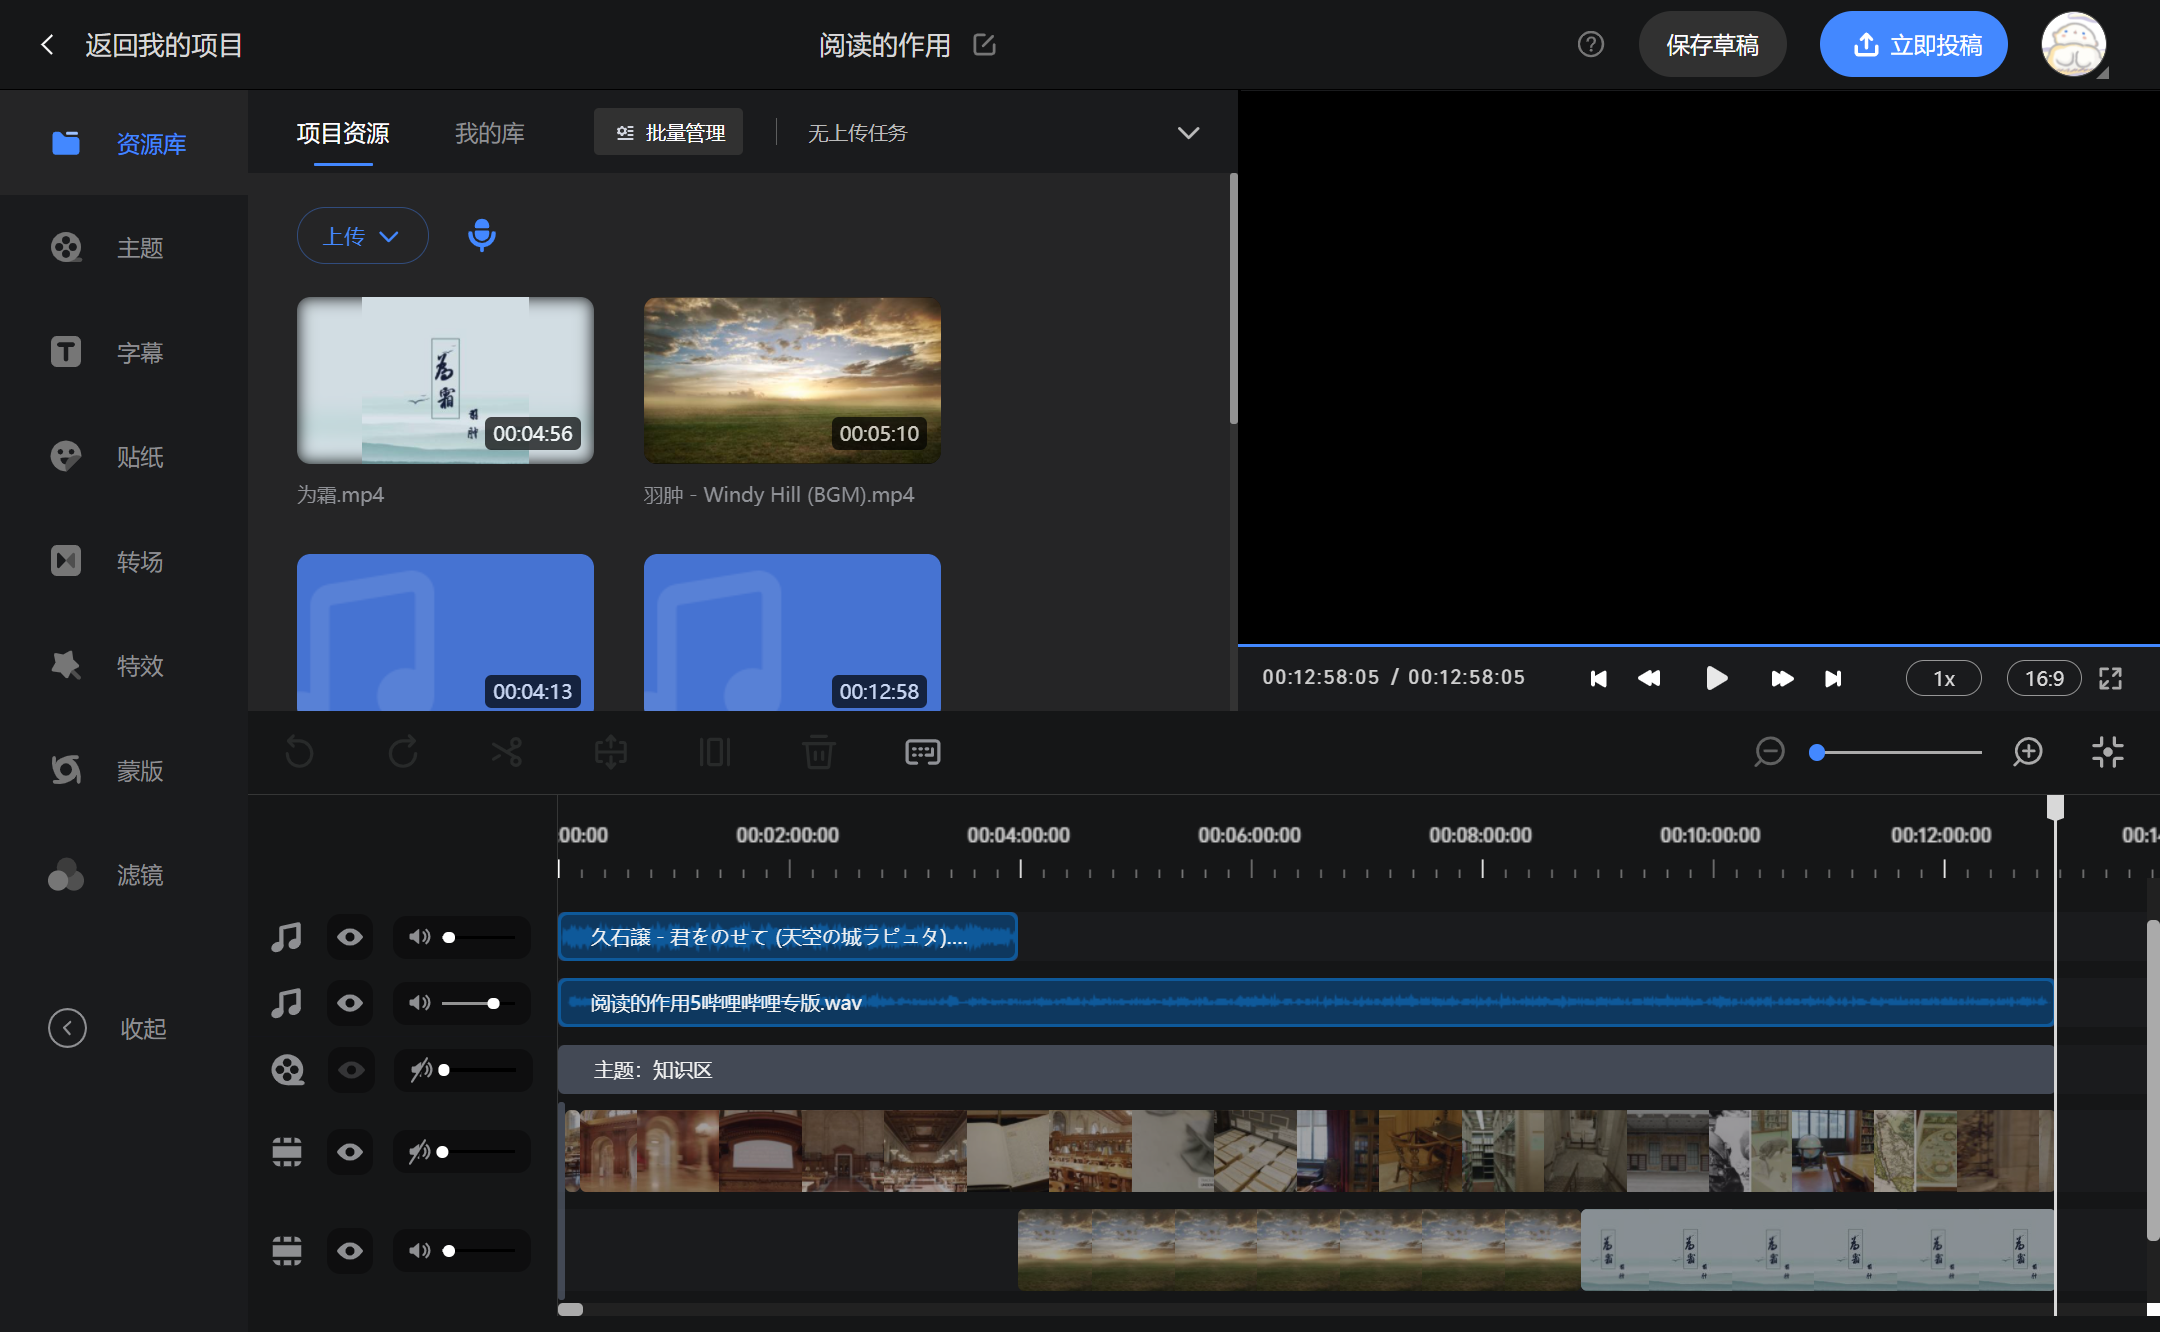 返回我的项目
阅读的作用
保存草稿
立即投稿
资源库
主题
字幕
贴纸
转场
特效
蒙版
滤镜
收起
项目资源
我的库
批量管理
无上传任务
上传
为霜
00:04:56
为霜.mp4
00:05:10
羽肿 - Windy Hill (BGM).mp4
00:04:13
00:12:58
00:12:58:05 / 00:12:58:05
1x
16:9
00:00
00:02:00:00
00:04:00:00
00:06:00:00
00:08:00:00
00:10:00:00
00:12:00:00
00:1
久石譲 - 君をのせて (天空の城ラピュタ)....
阅读的作用5哔哩哔哩专版.wav
主题：知识区